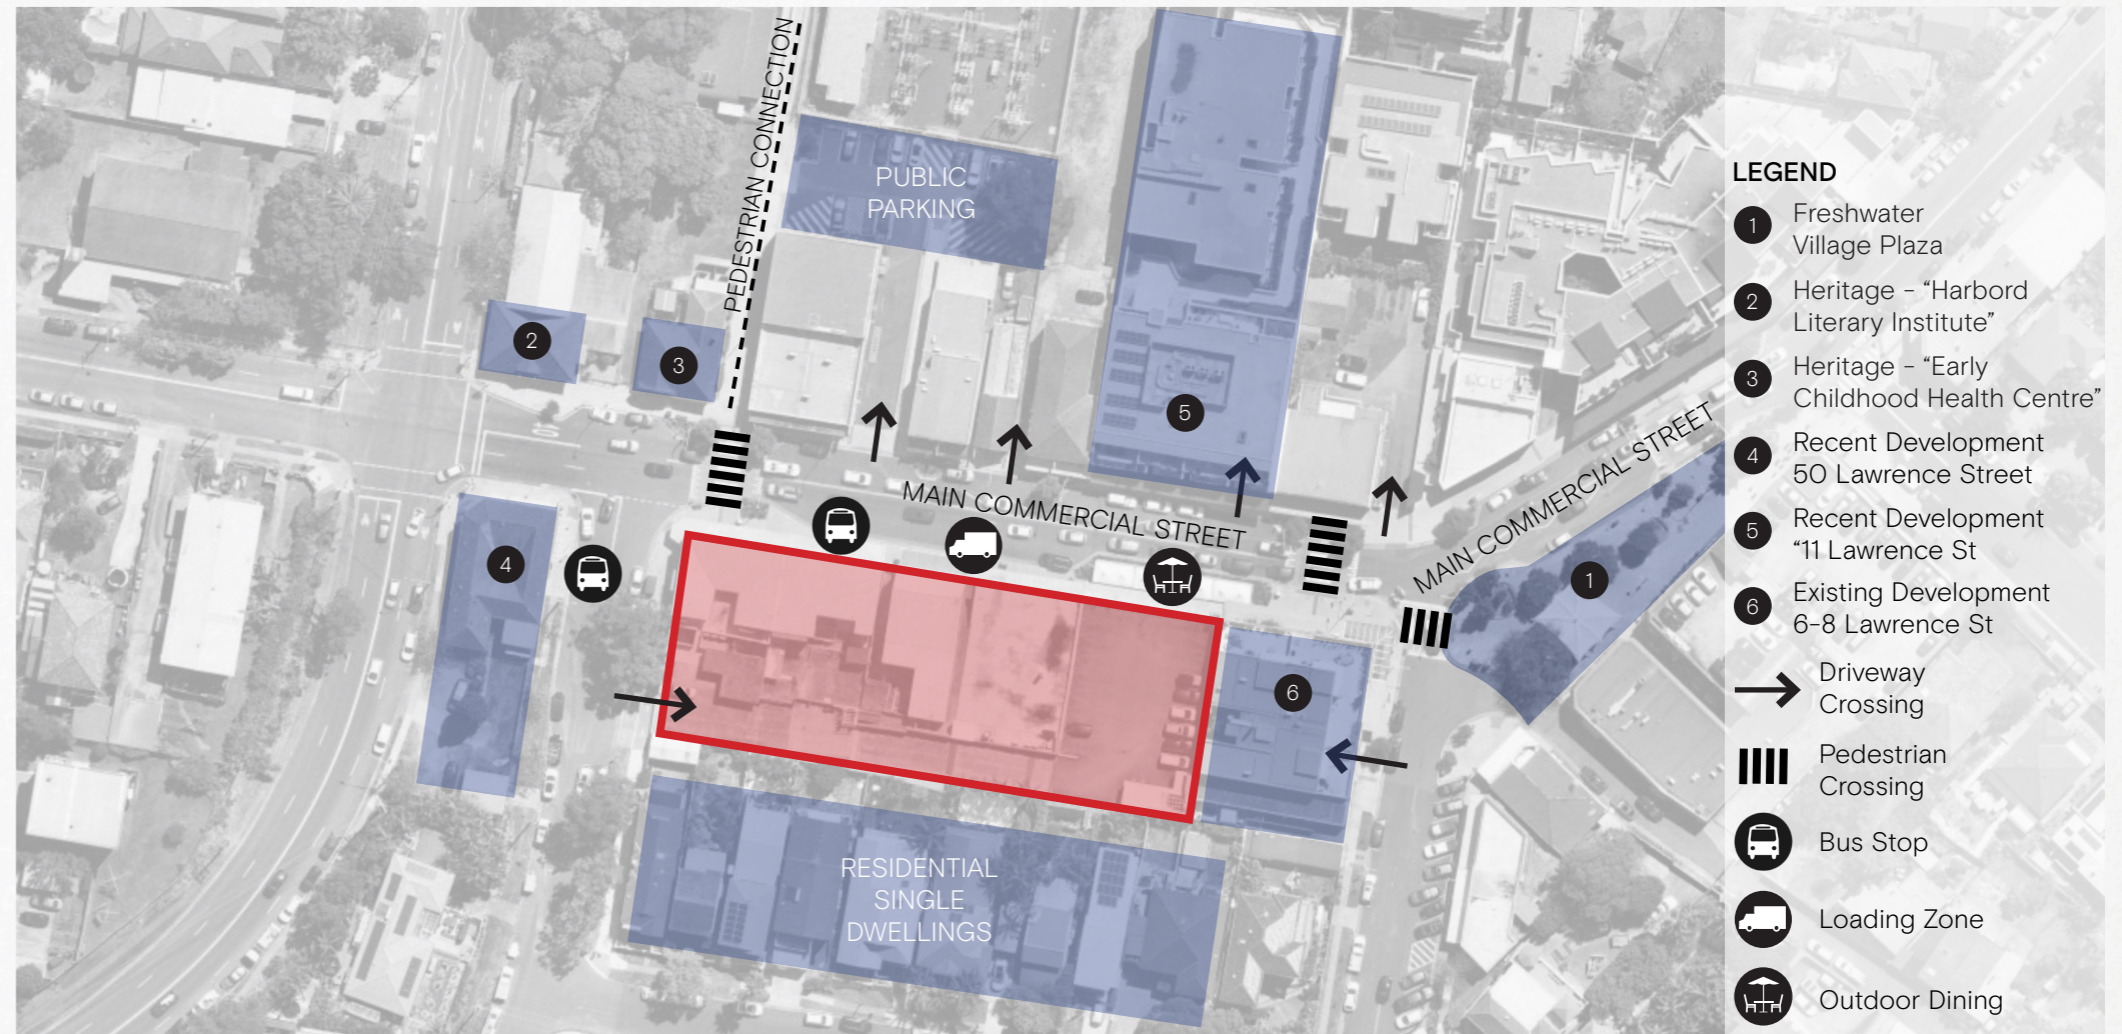 PEDESTRIAN CONNECTION
PUBLIC
PARKING
2
3
5
MAIN COMMERCIAL STREET
MAIN COMMERCIAL STREET
4
1
6
RESIDENTIAL
SINGLE
DWELLINGS
LEGEND
1 Freshwater
Village Plaza
2 Heritage - “Harbord
Literary Institute”
3 Heritage - “Early
Childhood Health Centre”
4 Recent Development
50 Lawrence Street
5 Recent Development
“11 Lawrence St
6 Existing Development
6-8 Lawrence St
Driveway
Crossing
Pedestrian
Crossing
Bus Stop
Loading Zone
Outdoor Dining